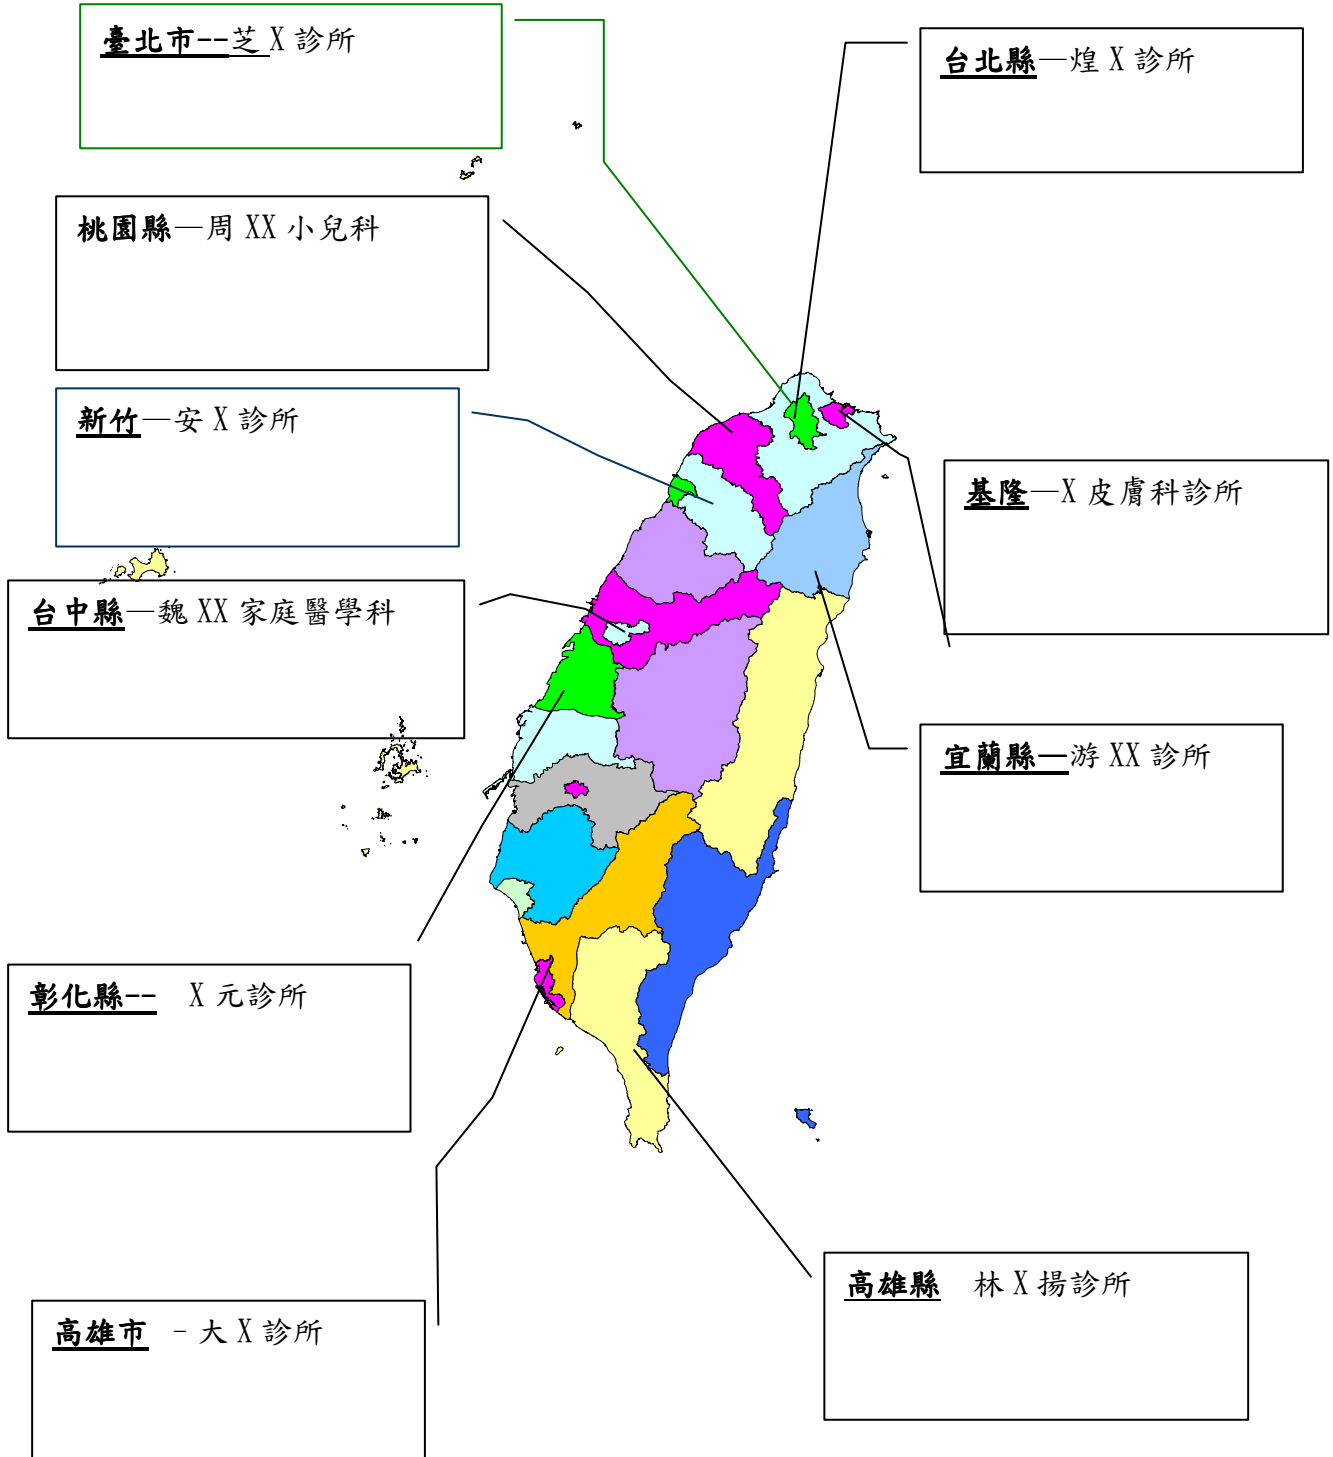 臺北市--芝 X 診所
台北縣—煌 X 診所
桃園縣—周 XX 小兒科
新竹—安 X 診所
基隆—X 皮膚科診所
台中縣—魏 XX 家庭醫學科
宜蘭縣—游 XX 診所
彰化縣-- X 元診所
高雄縣 林 X 揚診所
高雄市 - 大 X 診所